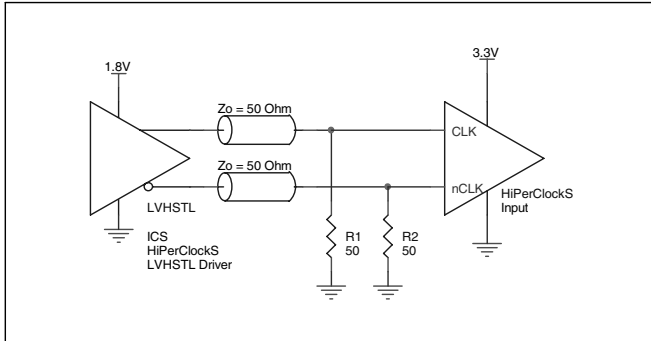 1.8V
3.3V
Zo = 50 Ohm
CLK
Zo = 50 Ohm
nCLK
HiPerClockS
Input
LVHSTL
ICS
HiPerClockS
LVHSTL Driver
R1
50
R2
50